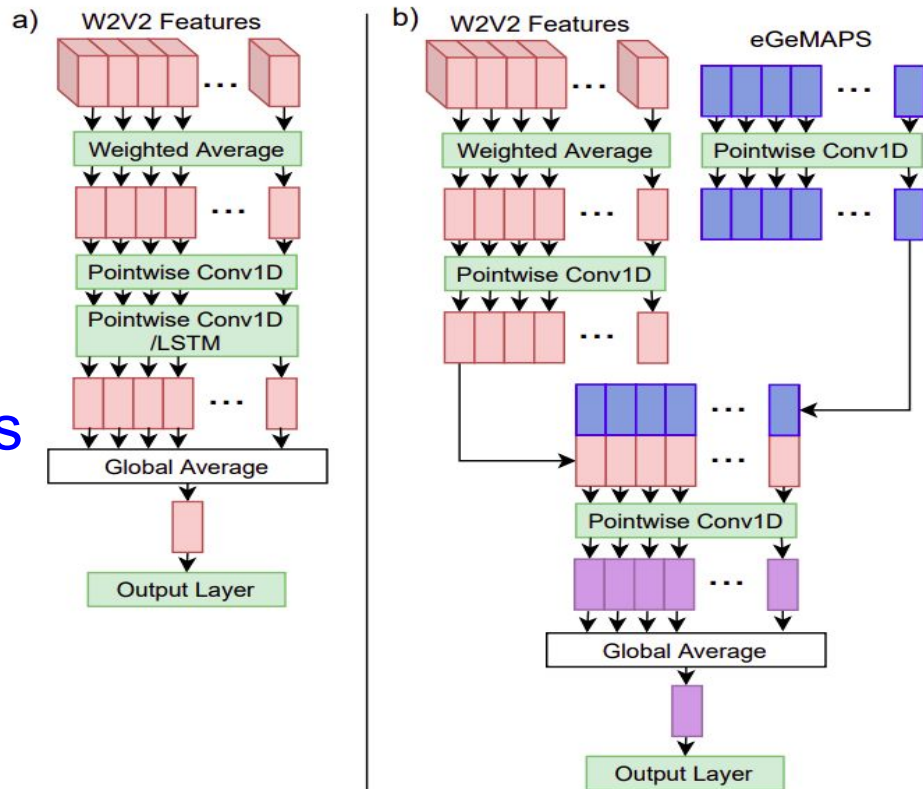 a)
W2V2 Features
...
Weighted Average
...
Pointwise Conv1D
Pointwise Conv1D
/LSTM
...
s
Global Average
Output Layer
b)
W2V2 Features
...
Weighted Average
...
Pointwise Conv1D
...
eGeMAPS
...
Pointwise Conv1D
...
...
...
Pointwise Conv1D
...
Global Average
Output Layer